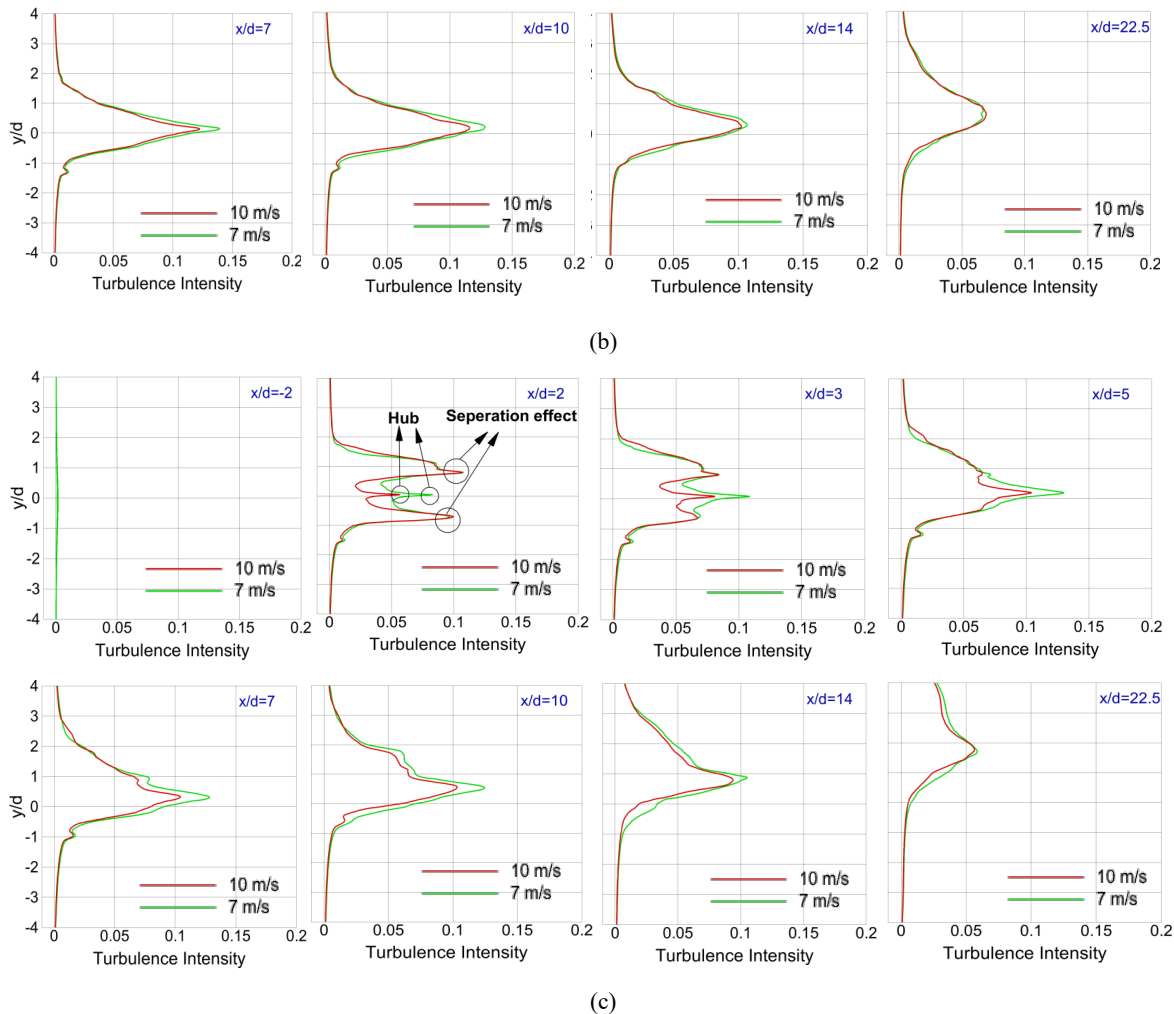 4
3
2
1
0
-1
-2
-3
-4
y/d
x/d=7
10 m/s
7 m/s
0 0.05 0.1 0.15 0.2
Turbulence Intensity
x/d=10
10 m/s
7 m/s
0 0.05 0.1 0.15 0.2
Turbulence Intensity
x/d=14
10 m/s
7 m/s
0 0.05 0.1 0.15 0.2
Turbulence Intensity
x/d=22.5
10 m/s
7 m/s
0 0.05 0.1 0.15 0.2
Turbulence Intensity
(b)
4
3
2
1
0
-1
-2
-3
-4
y/d
x/d=-2
10 m/s
7 m/s
0 0.05 0.1 0.15 0.2
Turbulence Intensity
x/d=2
Seperation effect
Hub
10 m/s
7 m/s
0 0.05 0.1 0.15 0.2
Turbulence Intensity
x/d=3
10 m/s
7 m/s
0 0.05 0.1 0.15 0.2
Turbulence Intensity
x/d=5
10 m/s
7 m/s
0 0.05 0.1 0.15 0.2
Turbulence Intensity
4
3
2
1
0
-1
-2
-3
-4
y/d
x/d=7
10 m/s
7 m/s
0 0.05 0.1 0.15 0.2
Turbulence Intensity
x/d=10
10 m/s
7 m/s
0 0.05 0.1 0.15 0.2
Turbulence Intensity
x/d=14
10 m/s
7 m/s
0 0.05 0.1 0.15 0.2
Turbulence Intensity
x/d=22.5
10 m/s
7 m/s
0 0.05 0.1 0.15 0.2
Turbulence Intensity
(c)